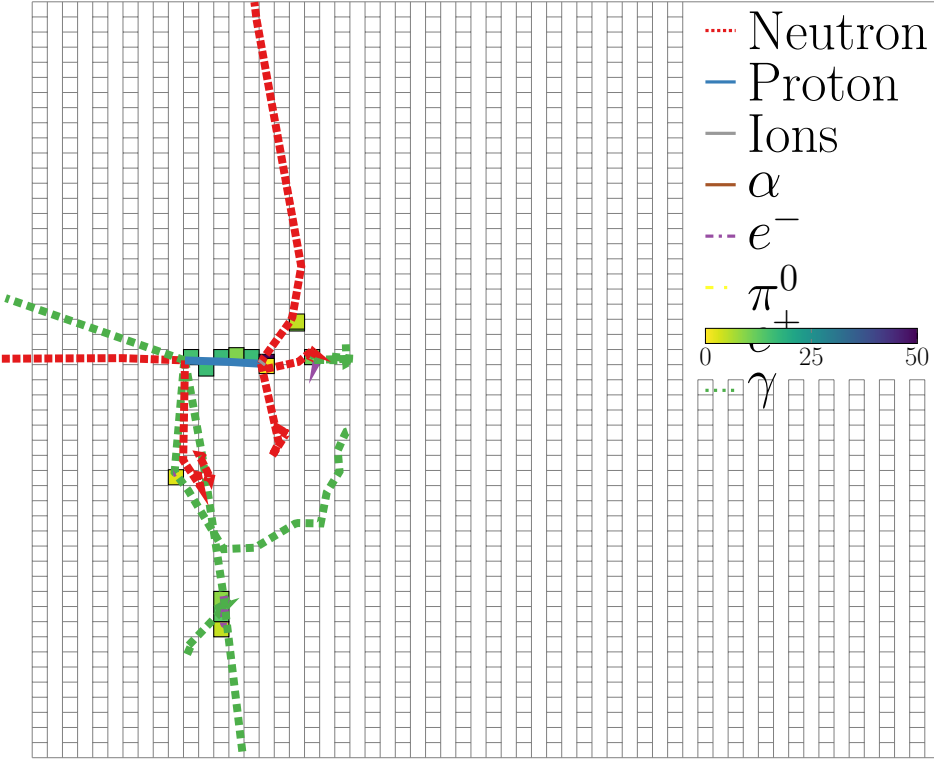 Neutron
Proton
Ions
α
e⁻
π⁰
e⁺
0 25 50
γ